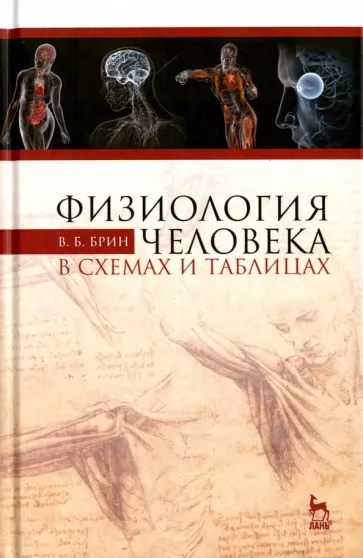 ФИЗИОЛОГИЯ
В. Б. БРИН ЧЕЛОВЕКА
В СХЕМАХ И ТАБЛИЦАХ
ЛАНЬ